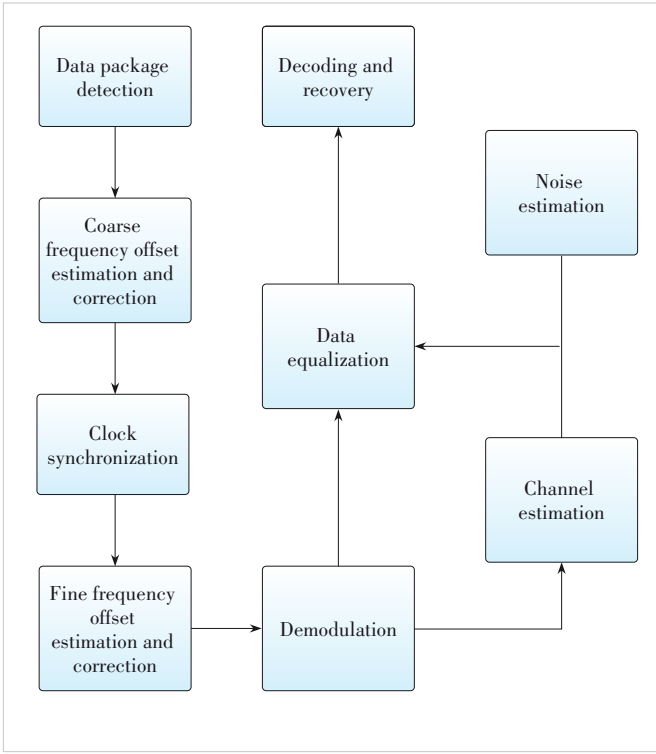 Data package
detection
Coarse
frequency offset
estimation and
correction
Clock
synchronization
Fine frequency
offset
estimation and
correction
Decoding and
recovery
Data
equalization
Demodulation
Noise
estimation
Channel
estimation